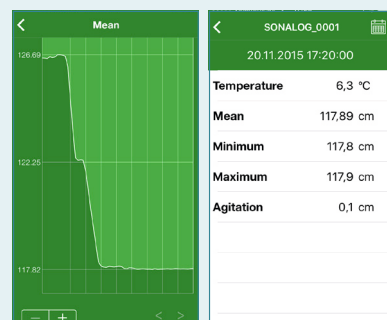 Mean
126.69
122.25
117.82
SONALOG_0001
20.11.2015 17:20:00
Temperature 6,3 °C
Mean 117,89 cm
Minimum 117,8 cm
Maximum 117,9 cm
Agitation 0,1 cm